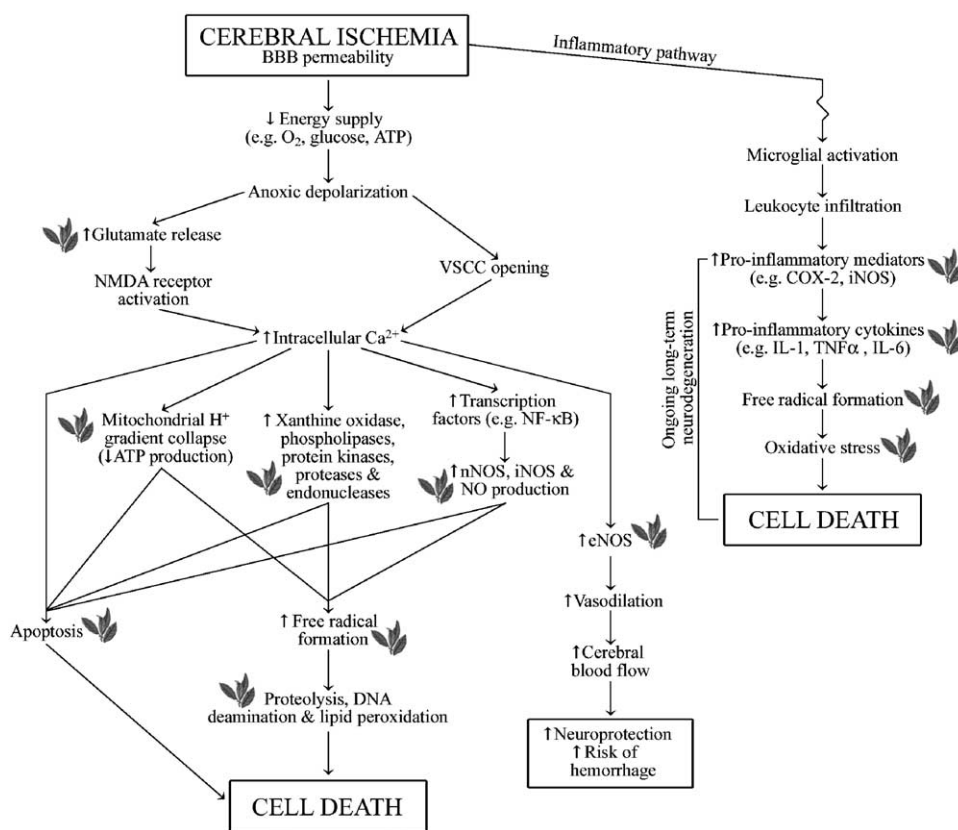 CEREBRAL ISCHEMIA
BBB permeability
Inflammatory pathway
↓ Energy supply
(e.g. O₂, glucose, ATP)
Anoxic depolarization
↑Glutamate release
NMDA receptor
activation
VSCC opening
↑Intracellular Ca²⁺
Mitochondrial H⁺
gradient collapse
(↓ATP production)
↑ Xanthine oxidase,
phospholipases,
protein kinases,
proteases &
endonucleases
↑Transcription
factors (e.g. NF-κB)
↑nNOS, iNOS &
NO production
↑eNOS
↑Vasodilation
↑Cerebral
blood flow
↑Neuroprotection
↑Risk of
hemorrhage
Apoptosis
↑ Free radical
formation
Proteolysis, DNA
deamination & lipid peroxidation
CELL DEATH
Microglial activation
Leukocyte infiltration
↑Pro-inflammatory mediators
(e.g. COX-2, iNOS)
↑Pro-inflammatory cytokines
(e.g IL-1, TNFα , IL-6)
Free radical formation
Oxidative stress
CELL DEATH
Ongoing long-term
neurodegeneration